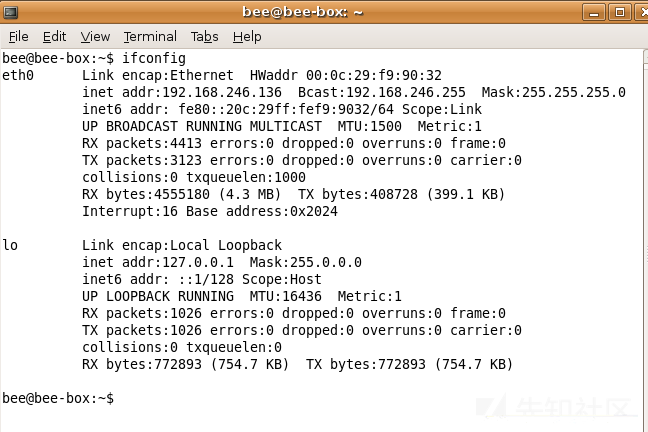 bee@bee-box: ~
File Edit View Terminal Tabs Help
bee@bee-box:~$ ifconfig
eth0      Link encap:Ethernet  HWaddr 00:0c:29:f9:90:32
          inet addr:192.168.246.136  Bcast:192.168.246.255  Mask:255.255.255.0
          inet6 addr: fe80::20c:29ff:fef9:9032/64 Scope:Link
          UP BROADCAST RUNNING MULTICAST  MTU:1500  Metric:1
          RX packets:4413 errors:0 dropped:0 overruns:0 frame:0
          TX packets:3123 errors:0 dropped:0 overruns:0 carrier:0
          collisions:0 txqueuelen:1000
          RX bytes:4555180 (4.3 MB)  TX bytes:408728 (399.1 KB)
          Interrupt:16 Base address:0x2024
lo        Link encap:Local Loopback
          inet addr:127.0.0.1  Mask:255.0.0.0
          inet6 addr: ::1/128 Scope:Host
          UP LOOPBACK RUNNING  MTU:16436  Metric:1
          RX packets:1026 errors:0 dropped:0 overruns:0 frame:0
          TX packets:1026 errors:0 dropped:0 overruns:0 carrier:0
          collisions:0 txqueuelen:0
          RX bytes:772893 (754.7 KB)  TX bytes:772893 (754.7 KB)
bee@bee-box:~$
先知社区